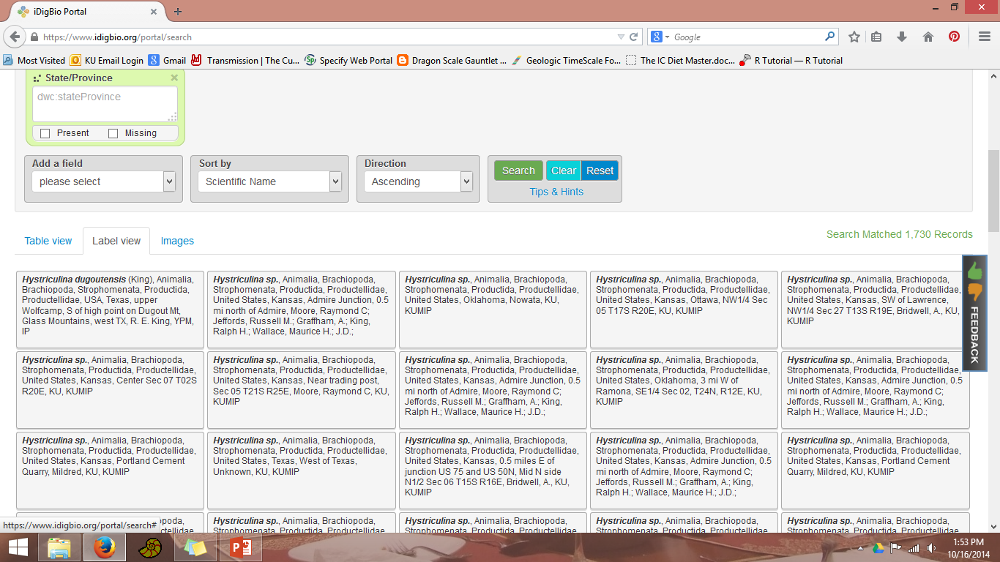 iDigBio Portal
https://www.idigbio.org/portal/search
Google
Most Visited KU Email Login Gmail Transmission | The Cu... Specify Web Portal Dragon Scale Gauntlet ... Geologic TimeScale Fo... The IC Diet Master.doc... R Tutorial — R Tutorial
State/Province
dwc:stateProvince
Present Missing
Add a field
please select
Sort by
Scientific Name
Direction
Ascending
Search Clear Reset
Tips & Hints
Table view Label view Images
Search Matched 1,730 Records
Hystriculina dugoutensis (King), Animalia,
Brachiopoda, Strophomenata, Productida,
Productellidae, USA, Texas, upper
Wolfcamp, S of high point on Dugout Mt,
Glass Mountains, west TX, R. E. King, YPM,
IP
Hystriculina sp., Animalia, Brachiopoda,
Strophomenata, Productida, Productellidae,
United States, Kansas, Admire Junction, 0.5
mi north of Admire, Moore, Raymond C;
Jeffords, Russell M.; Graffham, A.; King,
Ralph H.; Wallace, Maurice H.; J.D.;
Hystriculina sp., Animalia, Brachiopoda,
Strophomenata, Productida, Productellidae,
United States, Oklahoma, Nowata, KU,
KUMIP
Hystriculina sp., Animalia, Brachiopoda,
Strophomenata, Productida, Productellidae,
United States, Kansas, Ottawa, NW1/4 Sec
05 T17S R20E, KU, KUMIP
Hystriculina sp., Animalia, Brachiopoda,
Strophomenata, Productida, Productellidae,
United States, Kansas, SW of Lawrence,
NW1/4 Sec 27 T13S R19E, Bridwell, A., KU,
KUMIP
FEEDBACK
Hystriculina sp., Animalia, Brachiopoda,
Strophomenata, Productida, Productellidae,
United States, Kansas, Center Sec 07 T02S
R20E, KU, KUMIP
Hystriculina sp., Animalia, Brachiopoda,
Strophomenata, Productida, Productellidae,
United States, Kansas, Near trading post,
Sec 05 T21S R25E, Moore, Raymond C, KU,
KUMIP
Hystriculina sp., Animalia, Brachiopoda,
Strophomenata, Productida, Productellidae,
United States, Kansas, Admire Junction, 0.5
mi north of Admire, Moore, Raymond C;
Jeffords, Russell M.; Graffham, A.; King,
Ralph H.; Wallace, Maurice H.; J.D.;
Hystriculina sp., Animalia, Brachiopoda,
Strophomenata, Productida, Productellidae,
United States, Oklahoma, 3 mi W of
Ramona, SE1/4 Sec 02, T24N, R12E, KU,
KUMIP
Hystriculina sp., Animalia, Brachiopoda,
Strophomenata, Productida, Productellidae,
United States, Kansas, Admire Junction, 0.5
mi north of Admire, Moore, Raymond C;
Jeffords, Russell M.; Graffham, A.; King,
Ralph H.; Wallace, Maurice H.; J.D.;
Hystriculina sp., Animalia, Brachiopoda,
Strophomenata, Productida, Productellidae,
United States, Kansas, Portland Cement
Quarry, Mildred, KU, KUMIP
Hystriculina sp., Animalia, Brachiopoda,
Strophomenata, Productida, Productellidae,
United States, Texas, West of Texas,
Unknown, KU, KUMIP
Hystriculina sp., Animalia, Brachiopoda,
Strophomenata, Productida, Productellidae,
United States, Kansas, 0.5 miles E of
junction US 75 and US 50N, Mid N side
N1/2 Sec 06 T15S R16E, Bridwell, A., KU,
KUMIP
Hystriculina sp., Animalia, Brachiopoda,
Strophomenata, Productida, Productellidae,
United States, Kansas, Admire Junction, 0.5
mi north of Admire, Moore, Raymond C;
Jeffords, Russell M.; Graffham, A.; King,
Ralph H.; Wallace, Maurice H.; J.D.;
Hystriculina sp., Animalia, Brachiopoda,
Strophomenata, Productida, Productellidae,
United States, Kansas, Portland Cement
Quarry, Mildred, KU, KUMIP
https://www.idigbio.org/portal/search#
Brachiopoda,
Productellidae,
Hystriculina sp., Animalia, Brachiopoda,
Strophomenata, Productida, Productellidae,
Hystriculina sp., Animalia, Brachiopoda,
Strophomenata, Productida, Productellidae,
Hystriculina sp., Animalia, Brachiopoda,
Strophomenata, Productida, Productellidae,
Hystriculina sp., Animalia, Brachiopoda,
Strophomenata, Productida, Productellidae,
1:53 PM
10/16/2014